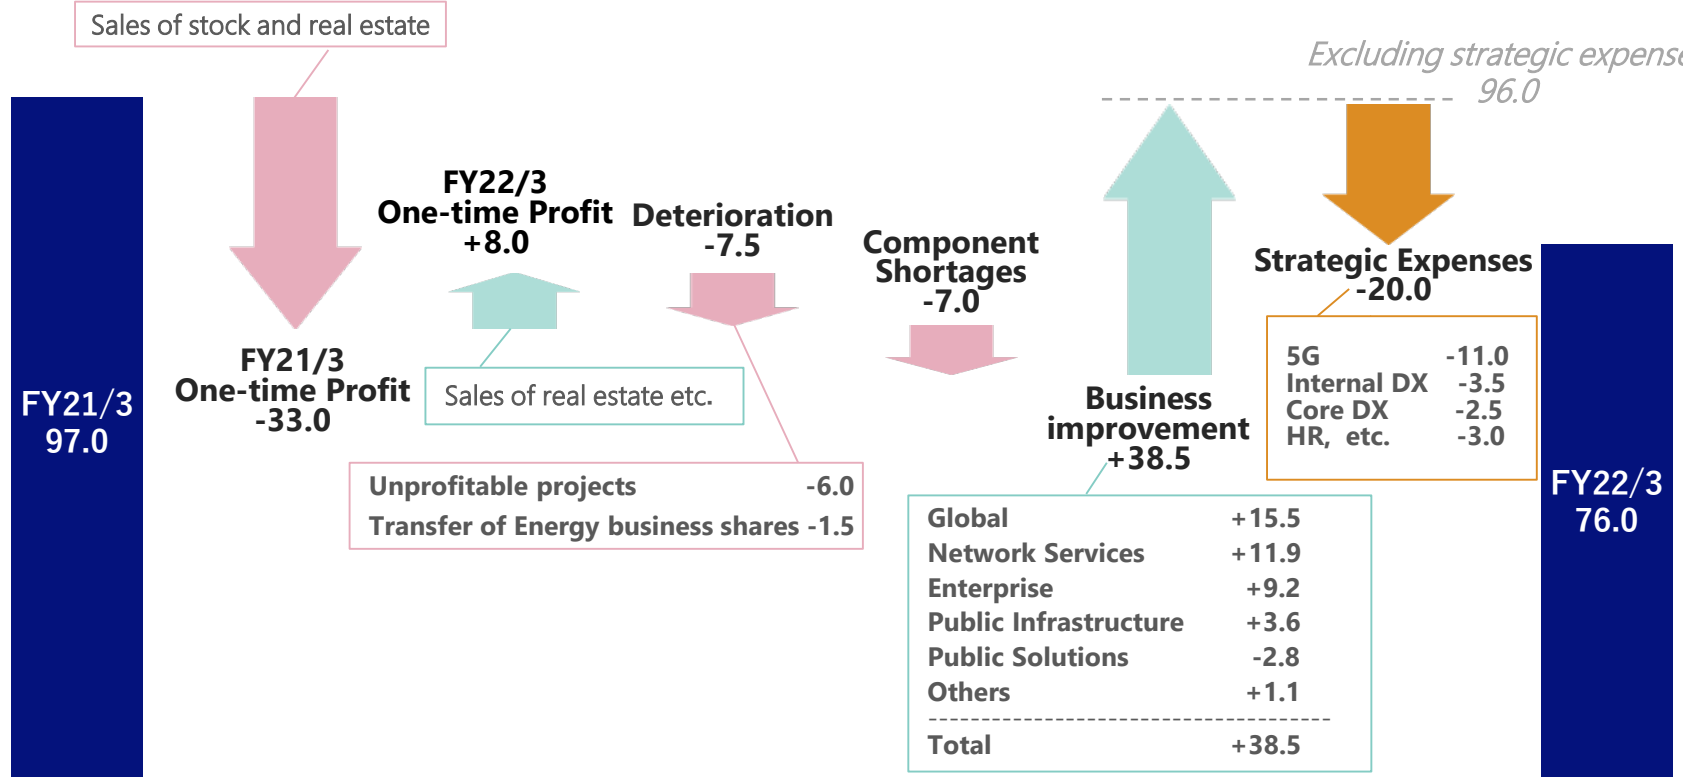 Sales of stock and real estate
Excluding strategic expense
96.0
FY21/3
97.0
FY21/3
One-time Profit
-33.0
FY22/3
One-time Profit
+8.0
Sales of real estate etc.
Deterioration
-7.5
Unprofitable projects -6.0
Transfer of Energy business shares -1.5
Component
Shortages
-7.0
Business
improvement
+38.5
Global +15.5
Network Services +11.9
Enterprise +9.2
Public Infrastructure +3.6
Public Solutions -2.8
Others +1.1
Total +38.5
Strategic Expenses
-20.0
5G -11.0
Internal DX -3.5
Core DX -2.5
HR, etc. -3.0
FY22/3
76.0